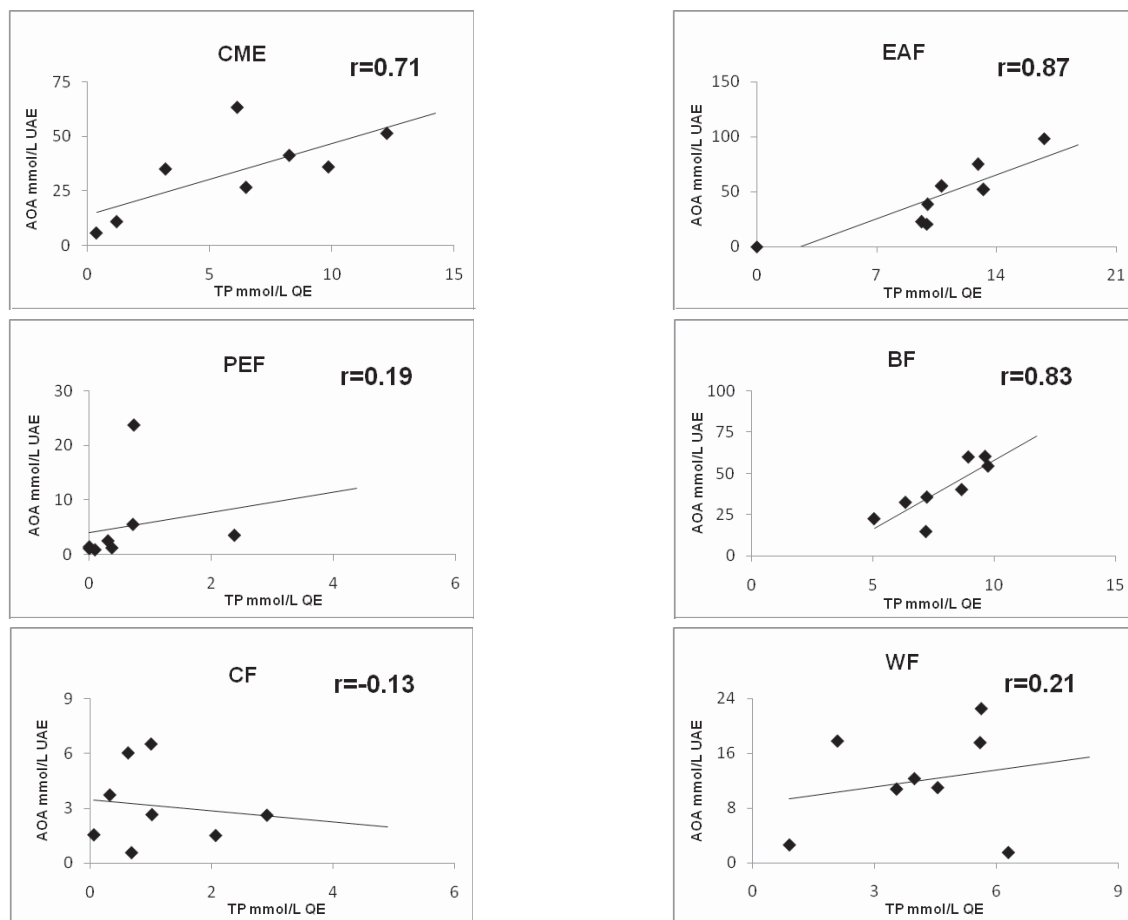 CME
r=0.71
AOA mmol/L UAE
75
50
25
0
0 5 10 15
TP mmol/L QE
EAF
r=0.87
AOA mmol/L UAE
150
100
50
0
0 7 14 21
TP mmol/L QE
PEF
r=0.19
AOA mmol/L UAE
30
20
10
0
0 2 4 6
TP mmol/L QE
BF
r=0.83
AOA mmol/L UAE
100
75
50
25
0
0 5 10 15
TP mmol/L QE
CF
r=-0.13
AOA mmol/L UAE
9
6
3
0
0 2 4 6
TP mmol/L QE
WF
r=0.21
AOA mmol/L UAE
24
16
8
0
0 3 6 9
TP mmol/L QE